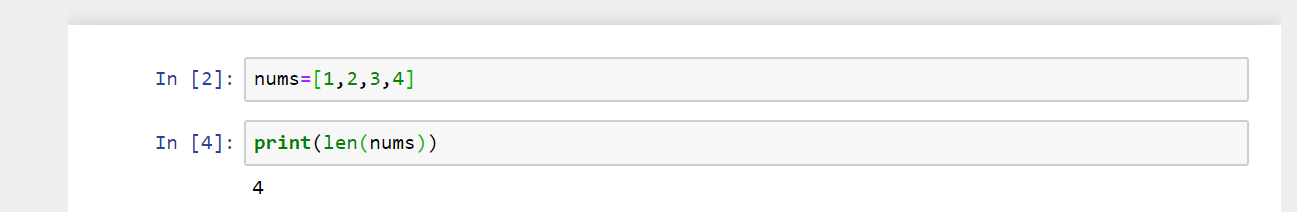 In [2]: nums=[1,2,3,4]
In [4]: print(len(nums))
4